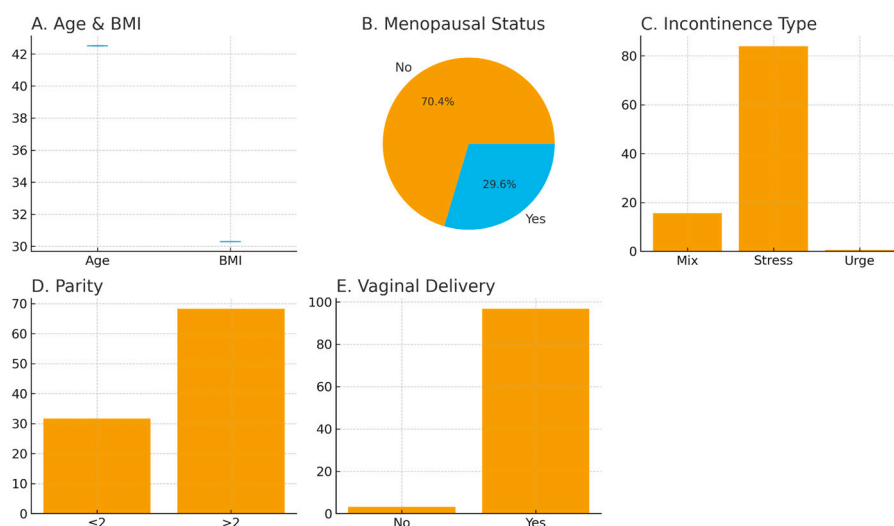 A. Age & BMI
42
40
38
36
34
32
30
Age BMI
B. Menopausal Status
No
70.4%
29.6%
Yes
C. Incontinence Type
80
60
40
20
0
Mix Stress Urge
D. Parity
70
60
50
40
30
20
10
0
≤2 >2
E. Vaginal Delivery
100
80
60
40
20
0
No Yes